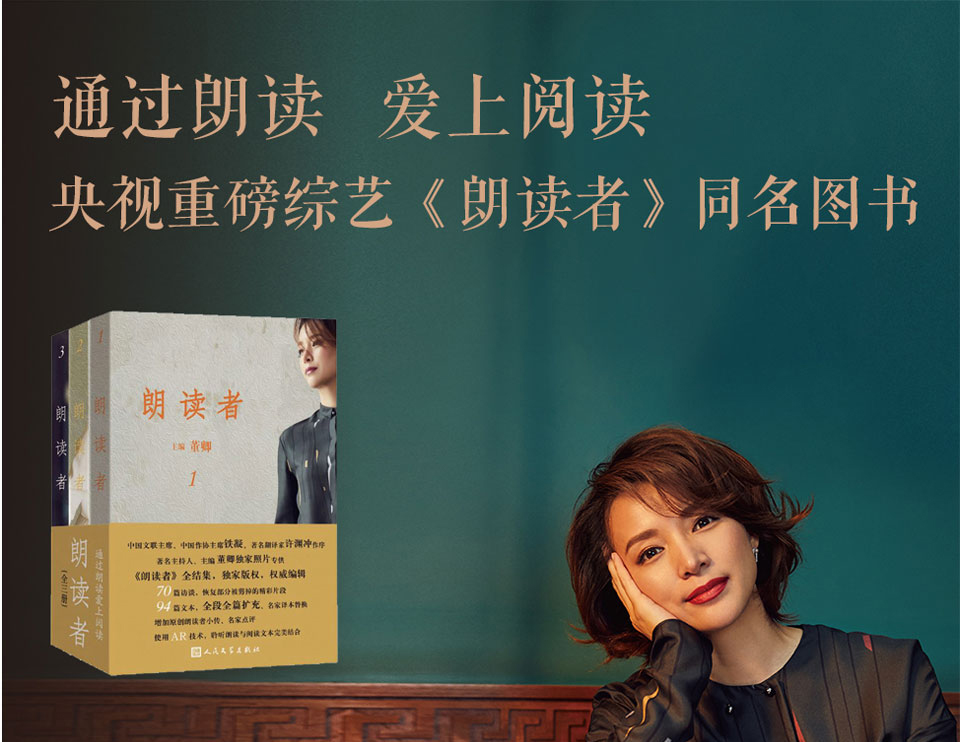 通过朗读 爱上阅读
央视重磅综艺《朗读者》同名图书
3
朗读者
2
朗读者
1
朗读者
朗读者
主编 董卿
1
朗读者
[全三册]
通过朗读爱上阅读
中国文联主席、中国作协主席铁凝、著名翻译家许渊冲作序
著名主持人、主编董卿独家照片专供
《朗读者》全结集,独家版权,权威编辑
70篇访谈,恢复部分被剪掉的精彩片段
94篇文本,全段全篇扩充、名家译本替换
增加原创朗读者小传、名家点评
使用AR技术,聆听朗读与阅读文本完美结合
人民文学出版社